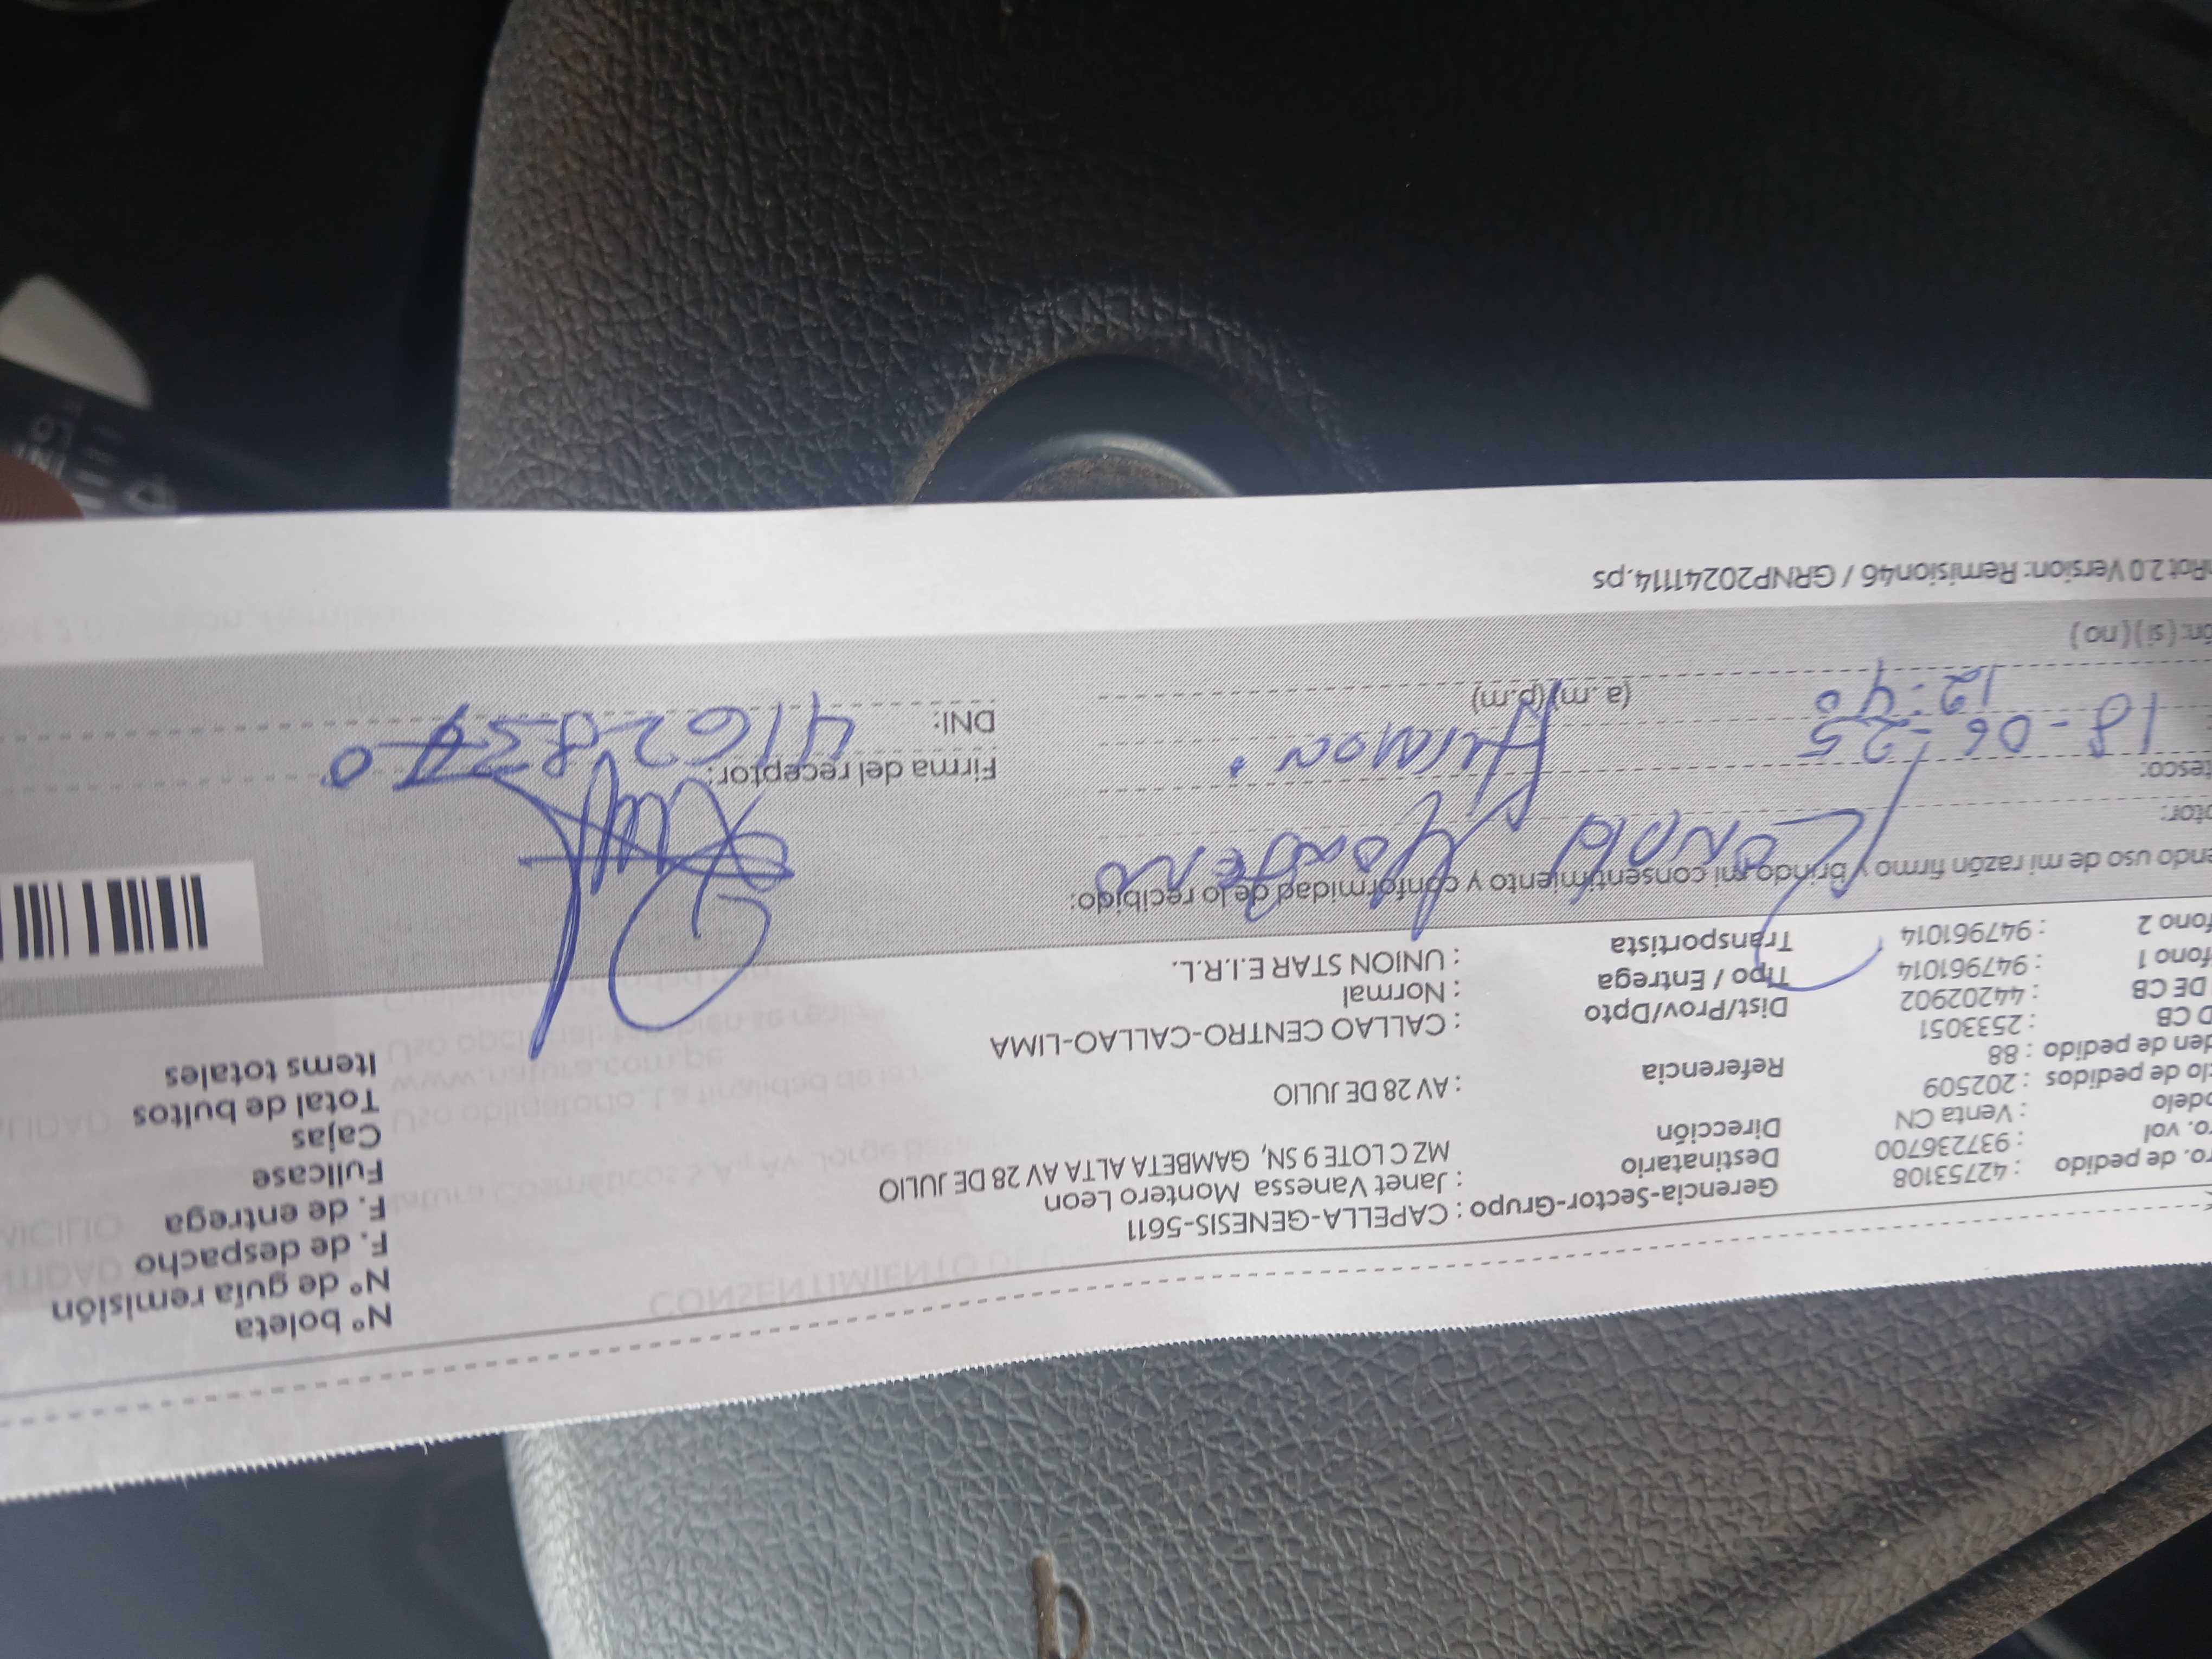 Nº boleta
Nº de guía remisión
F. de despacho
F. de entrega
Fullcase
Cajas
Total de bultos
Items totales
ro. de pedido : 42753108
ro. vol : 937236700
odelo : Venta CN
clo de pedidos : 202509
den de pedido : 88
D CB : 2533051
DE CB : 44202902
fono 1 : 947961014
fono 2 : 947961014
Gerencia-Sector-Grupo : CAPELLA-GENESIS-5611
Destinatario : Janet Vanessa Montero Leon
Dirección MZ C LOTE 9 SN, GAMBETA ALTA AV 28 DE JULIO
Referencia : AV 28 DE JULIO
Dist/Prov/Dpto : CALLAO CENTRO-CALLAO-LIMA
Tipo / Entrega : Normal
Transportista : UNION STAR E.I.R.L.
endo uso de mi razón firmo y brindo mi consentimiento y conformidad de lo recibido:
ptor:
tesco:
Montero
18-06-25
12:40
(a.m)(p.m)
Firma del receptor:
DNI:
ón: (si)(no)
Rot 2.0 Version: Remision46 / GRNP20241114.ps